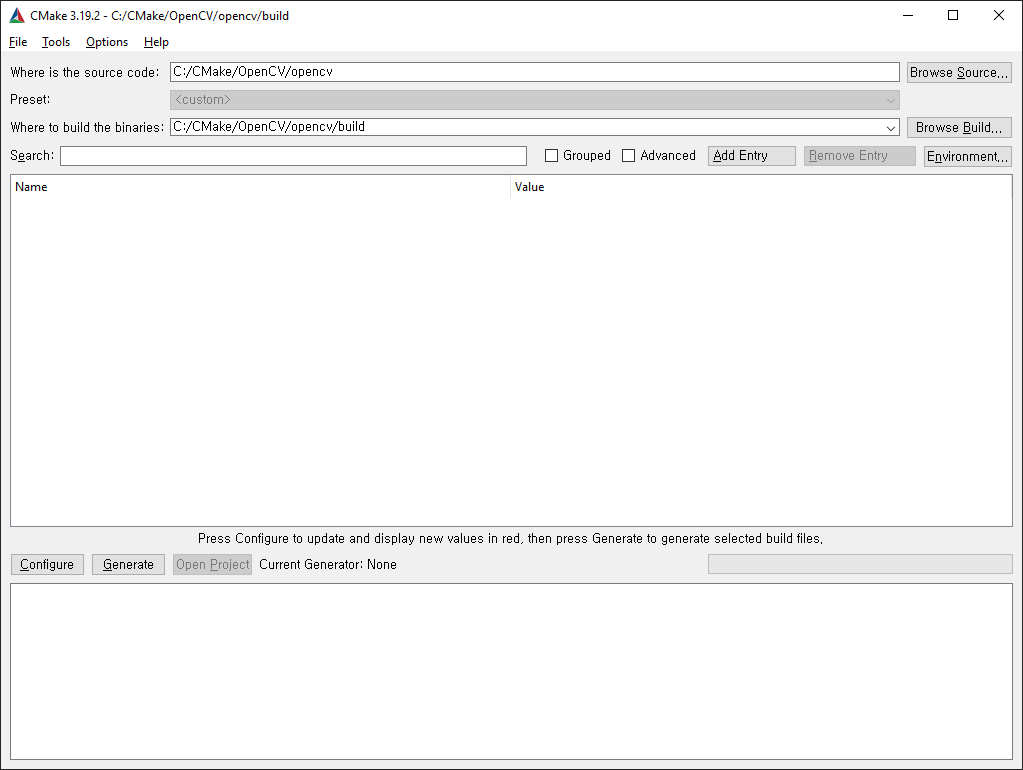 CMake 3.19.2 - C:/CMake/OpenCV/opencv/build
File Tools Options Help
Where is the source code: C:/CMake/OpenCV/opencv Browse Source...
Preset: <custom>
Where to build the binaries: C:/CMake/OpenCV/opencv/build Browse Build...
Search: Grouped Advanced Add Entry Remove Entry Environment...
Name Value
Press Configure to update and display new values in red, then press Generate to generate selected build files.
Configure Generate Open Project Current Generator: None